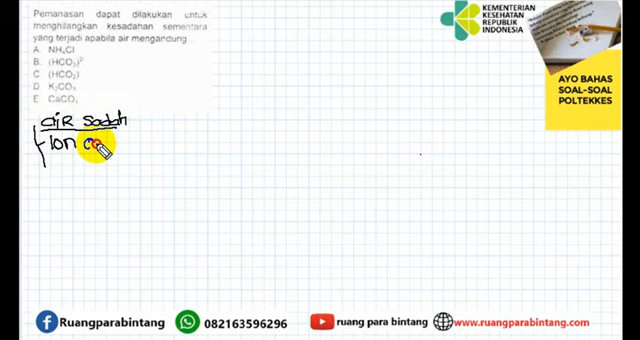 Pemanasan dapat dilakukan untuk
menghilangkan kesadahan sementara
yang terjadi apabila air mengandung
A. NH₄Cl
B. (HCO₃)²
C. (HCO₃)
D. K₂CO₃
E. CaCO₃
aiR Sadah
- Ion
KEMENTERIAN
KESEHATAN
REPUBLIK
INDONESIA
AYO BAHAS
SOAL-SOAL
POLTEKKES
Ruangparabintang
082163596296
ruang para bintang
www.ruangparabintang.com